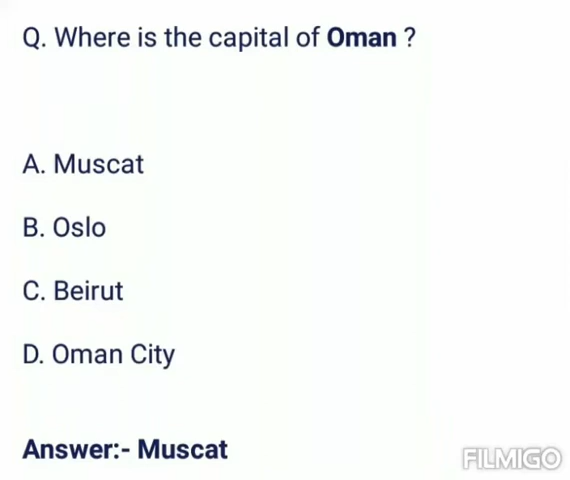 Q. Where is the capital of Oman ?
A. Muscat
B. Oslo
C. Beirut
D. Oman City
Answer:- Muscat
FILMIGO